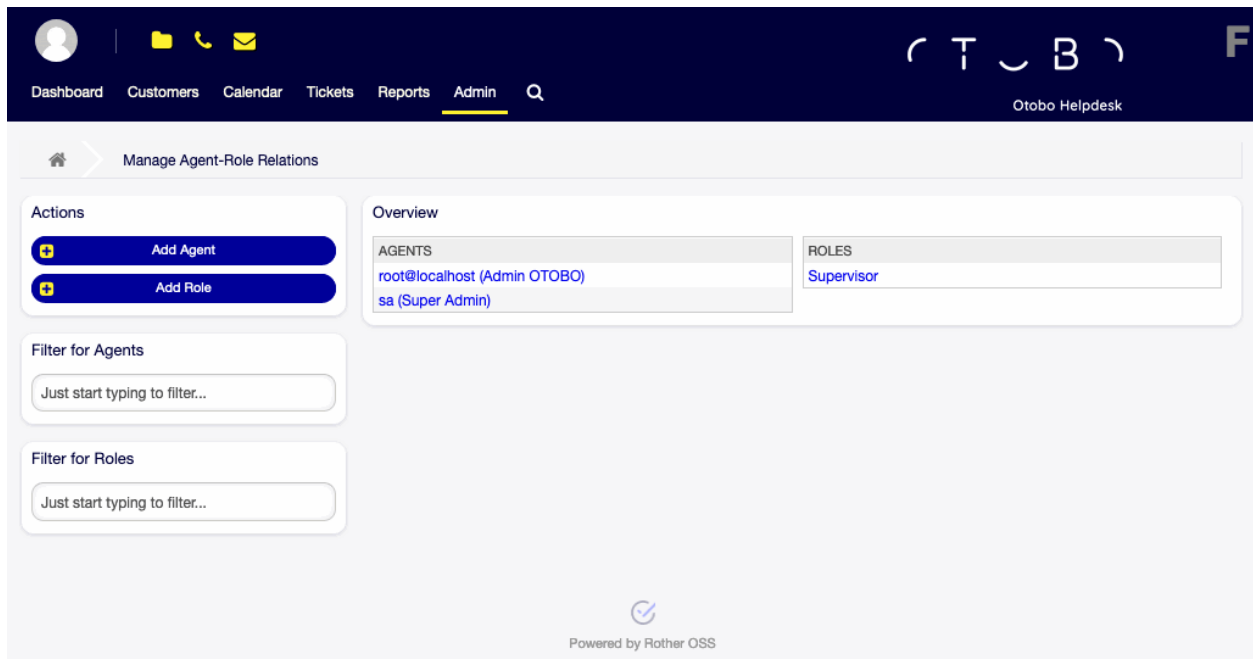 F
OTOBO
Dashboard Customers Calendar Tickets Reports Admin
Otobo Helpdesk
Manage Agent-Role Relations
Actions
Add Agent
Add Role
Filter for Agents
Just start typing to filter...
Filter for Roles
Just start typing to filter...
Overview
AGENTS
root@localhost (Admin OTOBO)
sa (Super Admin)
ROLES
Supervisor
Powered by Rother OSS